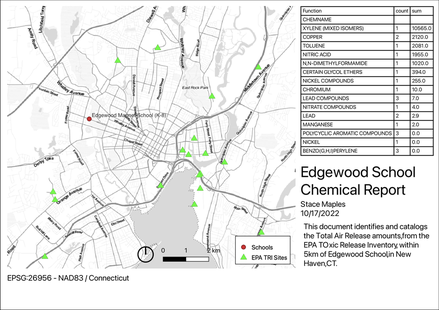 Function count sum
CHEMNAME
XYLENE (MIXED ISOMERS) 1 10565.0
COPPER 2 2120.0
TOLUENE 1 2081.0
NITRIC ACID 1 1955.0
N,N-DIMETHYLFORMAMIDE 1 1020.0
CERTAIN GLYCOL ETHERS 1 394.0
NICKEL COMPOUNDS 1 255.0
CHROMIUM 1 10.0
LEAD COMPOUNDS 3 7.0
NITRATE COMPOUNDS 1 4.0
LEAD 2 2.9
MANGANESE 1 2.0
POLYCYCLIC AROMATIC COMPOUNDS 3 0.0
NICKEL 1 0.0
BENZO(G,H,I)PERYLENE 3 0.0
East Rock Park
Edgewood Magnet School (K-8)
Orange Avenue
Edgewood School
Chemical Report
Stace Maples
10/17/2022
This document identifies and catalogs
the Total Air Release amounts,from the
EPA TOxic Release Inventory, within
5km of Edgewood School,in New
Haven,CT.
Schools
EPA TRI Sites
0 1 2 km
EPSG:26956 - NAD83 / Connecticut